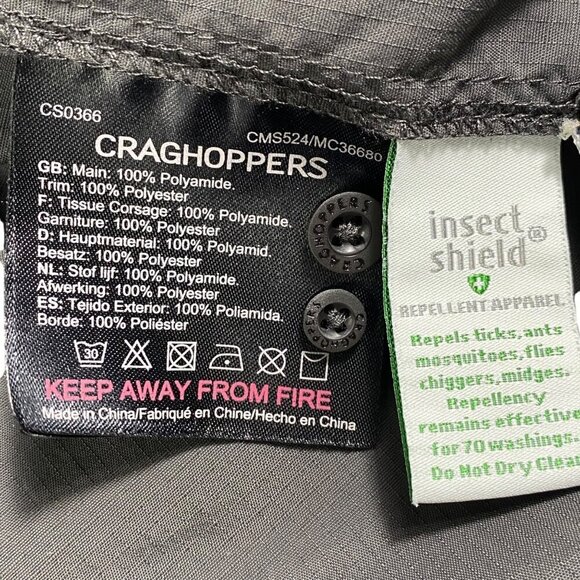 CS0366
CMS524/MC36680
CRAGHOPPERS
GB: Main: 100% Polyamide.
Trim: 100% Polyester
F: Tissue Corsage: 100% Polyamide.
Garniture: 100% Polyester
D: Hauptmaterial: 100% Polyamide.
Besatz: 100% Polyester
NL: Stof lijf: 100% Polyamide.
Afwerking: 100% Polyester
ES: Tejido Exterior: 100% Poliamida.
Borde: 100% Poliéster
30
KEEP AWAY FROM FIRE
Made in China/Fabriqué en Chine/Hecho en China
CRAGHOPPERS
CRAGHOPPERS
insect
shield®
REPELLENT APPAREL
Repels ticks, ants
mosquitoes, flies
chiggers, midges.
Repellency
remains effective
for 70 washings.
Do Not Dry Clean